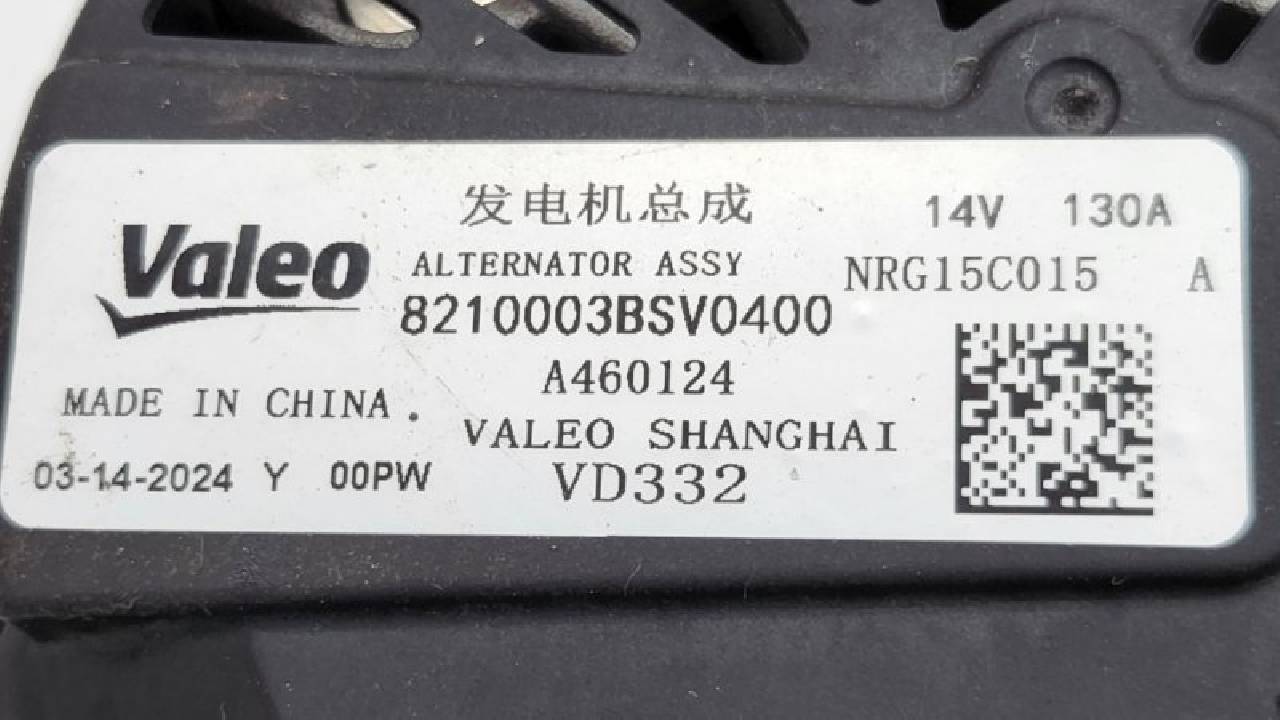 发电机总成 14V 130A
Valeo
ALTERNATOR ASSY NRG15C015 A
8210003BSV0400
A460124
MADE IN CHINA.
VALEO SHANGHAI
03-14-2024 Y 00PW VD332